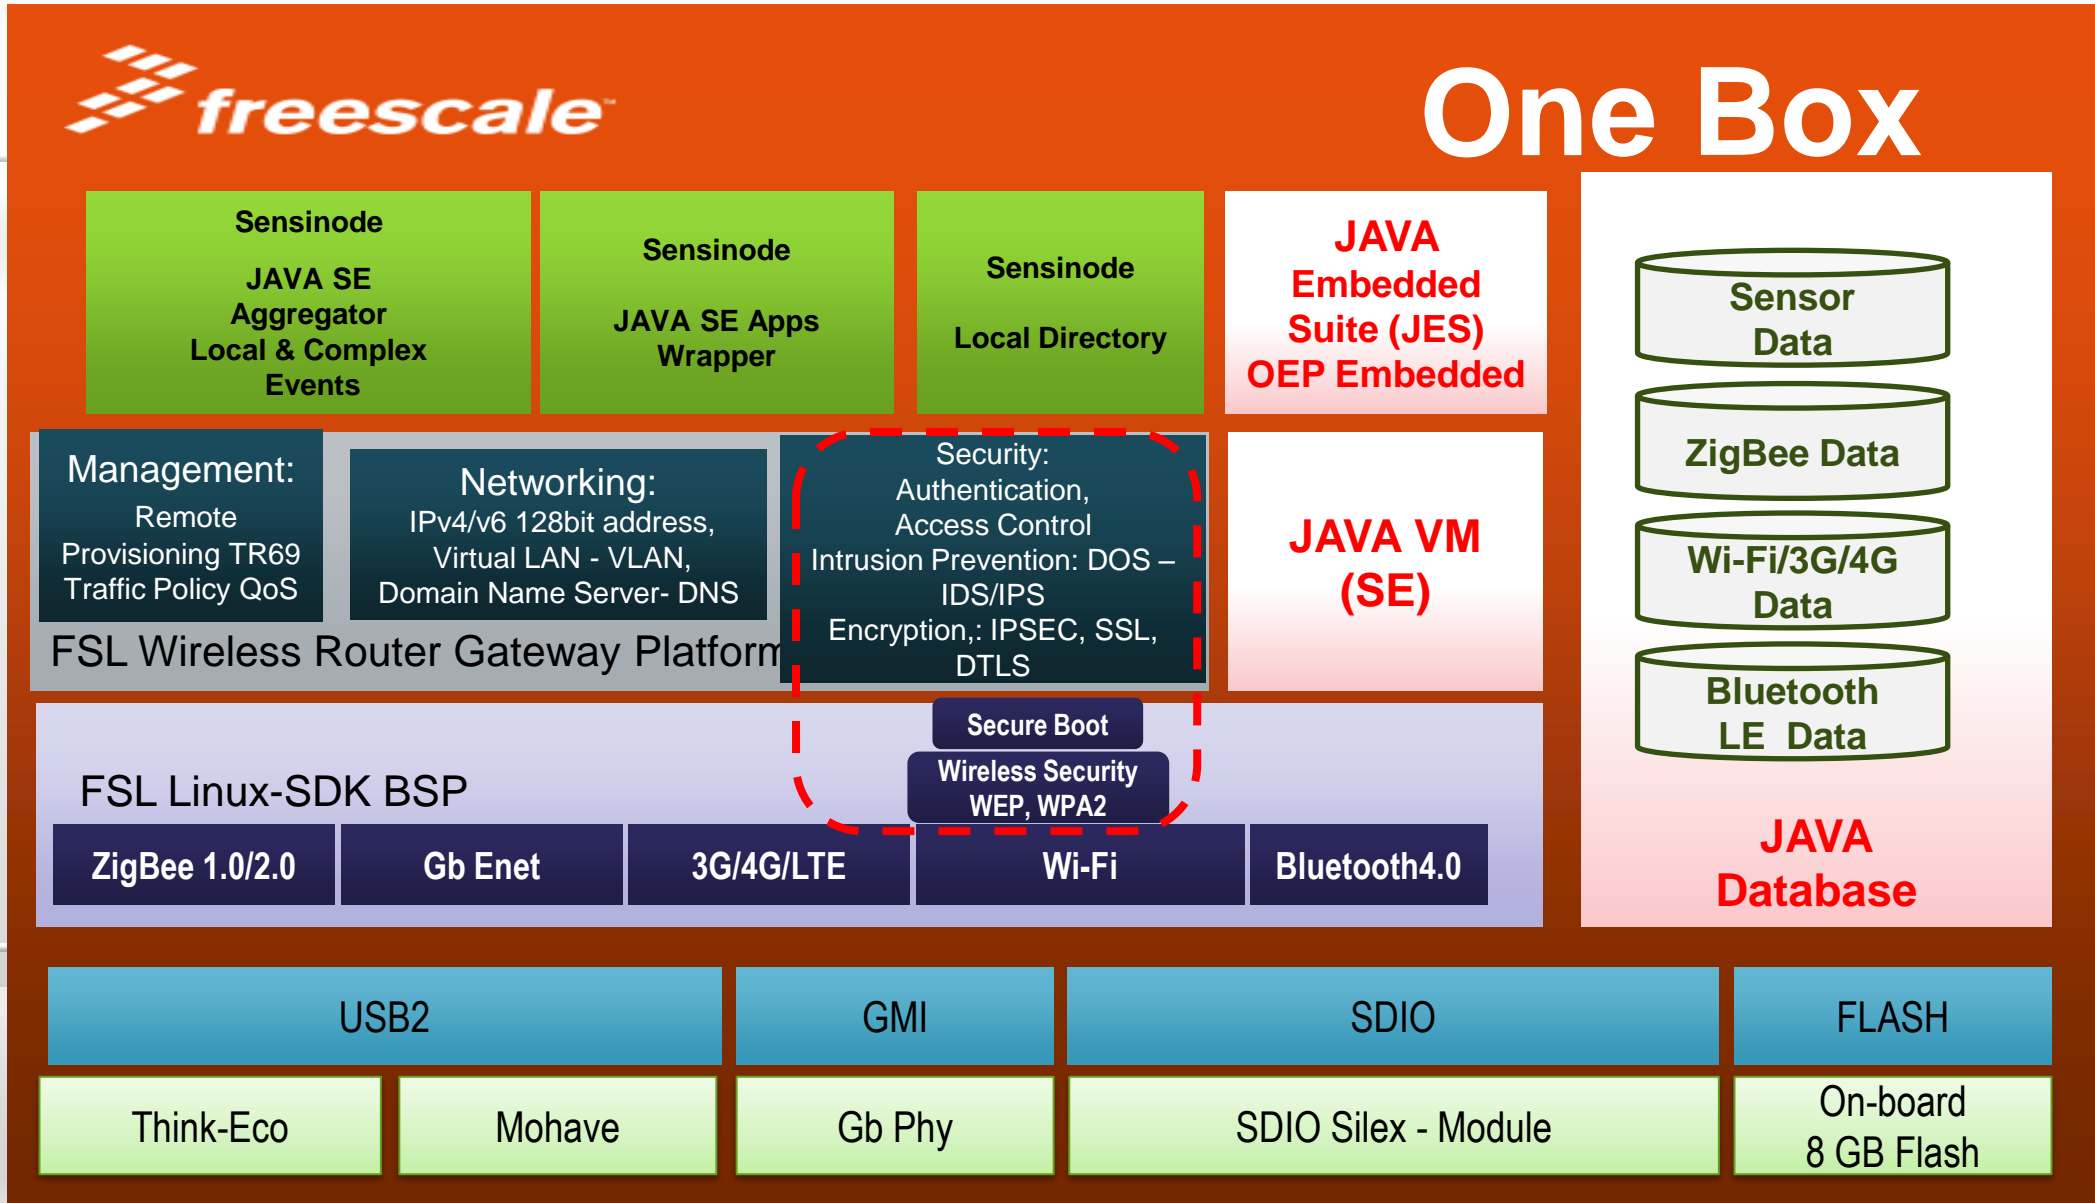 freescale™
One Box
Sensinode
JAVA SE
Aggregator
Local & Complex
Events
Sensinode
JAVA SE Apps
Wrapper
Sensinode
Local Directory
JAVA
Embedded
Suite (JES)
OEP Embedded
Sensor
Data
ZigBee Data
Wi-Fi/3G/4G
Data
Bluetooth
LE Data
JAVA
Database
Management:
Remote
Provisioning TR69
Traffic Policy QoS
Networking:
IPv4/v6 128bit address,
Virtual LAN - VLAN,
Domain Name Server- DNS
Security:
Authentication,
Access Control
Intrusion Prevention: DOS –
IDS/IPS
Encryption,: IPSEC, SSL,
DTLS
FSL Wireless Router Gateway Platform
JAVA VM
(SE)
Secure Boot
Wireless Security
WEP, WPA2
FSL Linux-SDK BSP
ZigBee 1.0/2.0
Gb Enet
3G/4G/LTE
Wi-Fi
Bluetooth4.0
USB2
GMI
SDIO
FLASH
Think-Eco
Mohave
Gb Phy
SDIO Silex - Module
On-board
8 GB Flash